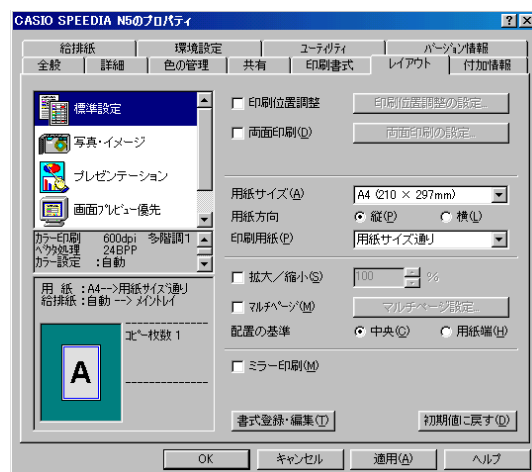 CASIO SPEEDIA N5のプロパティ
給排紙 環境設定 ユーティリティ バージョン情報
全般 詳細 色の管理 共有 印刷書式 レイアウト 付加情報
標準設定
写真・イメージ
プレゼンテーション
画面プレビュー優先
カラー印刷 600dpi 多階調1
ベクタ処理 24BPP
カラー設定 :自動
用 紙 :A4-->用紙サイズ通り
給排紙:自動 --> メイントレイ
コピー枚数 1
A
印刷位置調整 印刷位置調整の設定...
両面印刷(D) 両面印刷の設定...
用紙サイズ(A) A4 (210 × 297mm)
用紙方向 縦(P) 横(L)
印刷用紙(P) 用紙サイズ通り
拡大/縮小(S) 100 %
マルチページ(M) マルチページ設定...
配置の基準 中央(C) 用紙端(H)
ミラー印刷(M)
書式登録・編集(T) 初期値に戻す(D)
OK キャンセル 適用(A) ヘルプ